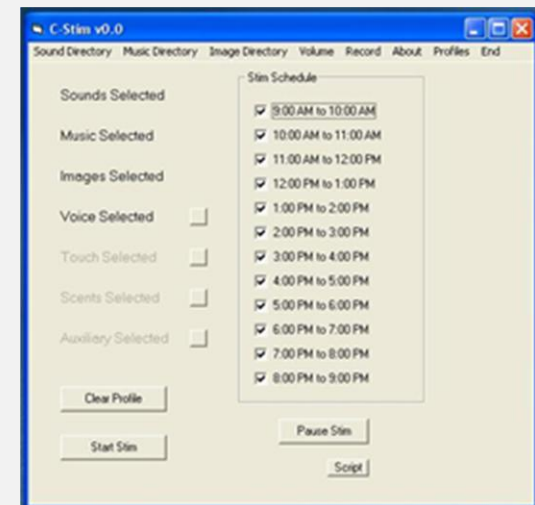 C-Stim v0.0
Sound Directory Music Directory Image Directory Volume Record About Profiles End
Sounds Selected
Music Selected
Images Selected
Voice Selected
Touch Selected
Scents Selected
Auxiliary Selected
Clear Profile
Start Stim
Stim Schedule
9:00 AM to 10:00 AM
10:00 AM to 11:00 AM
11:00 AM to 12:00 PM
12:00 PM to 1:00 PM
1:00 PM to 2:00 PM
2:00 PM to 3:00 PM
3:00 PM to 4:00 PM
4:00 PM to 5:00 PM
5:00 PM to 6:00 PM
6:00 PM to 7:00 PM
7:00 PM to 8:00 PM
8:00 PM to 9:00 PM
Pause Stim
Script